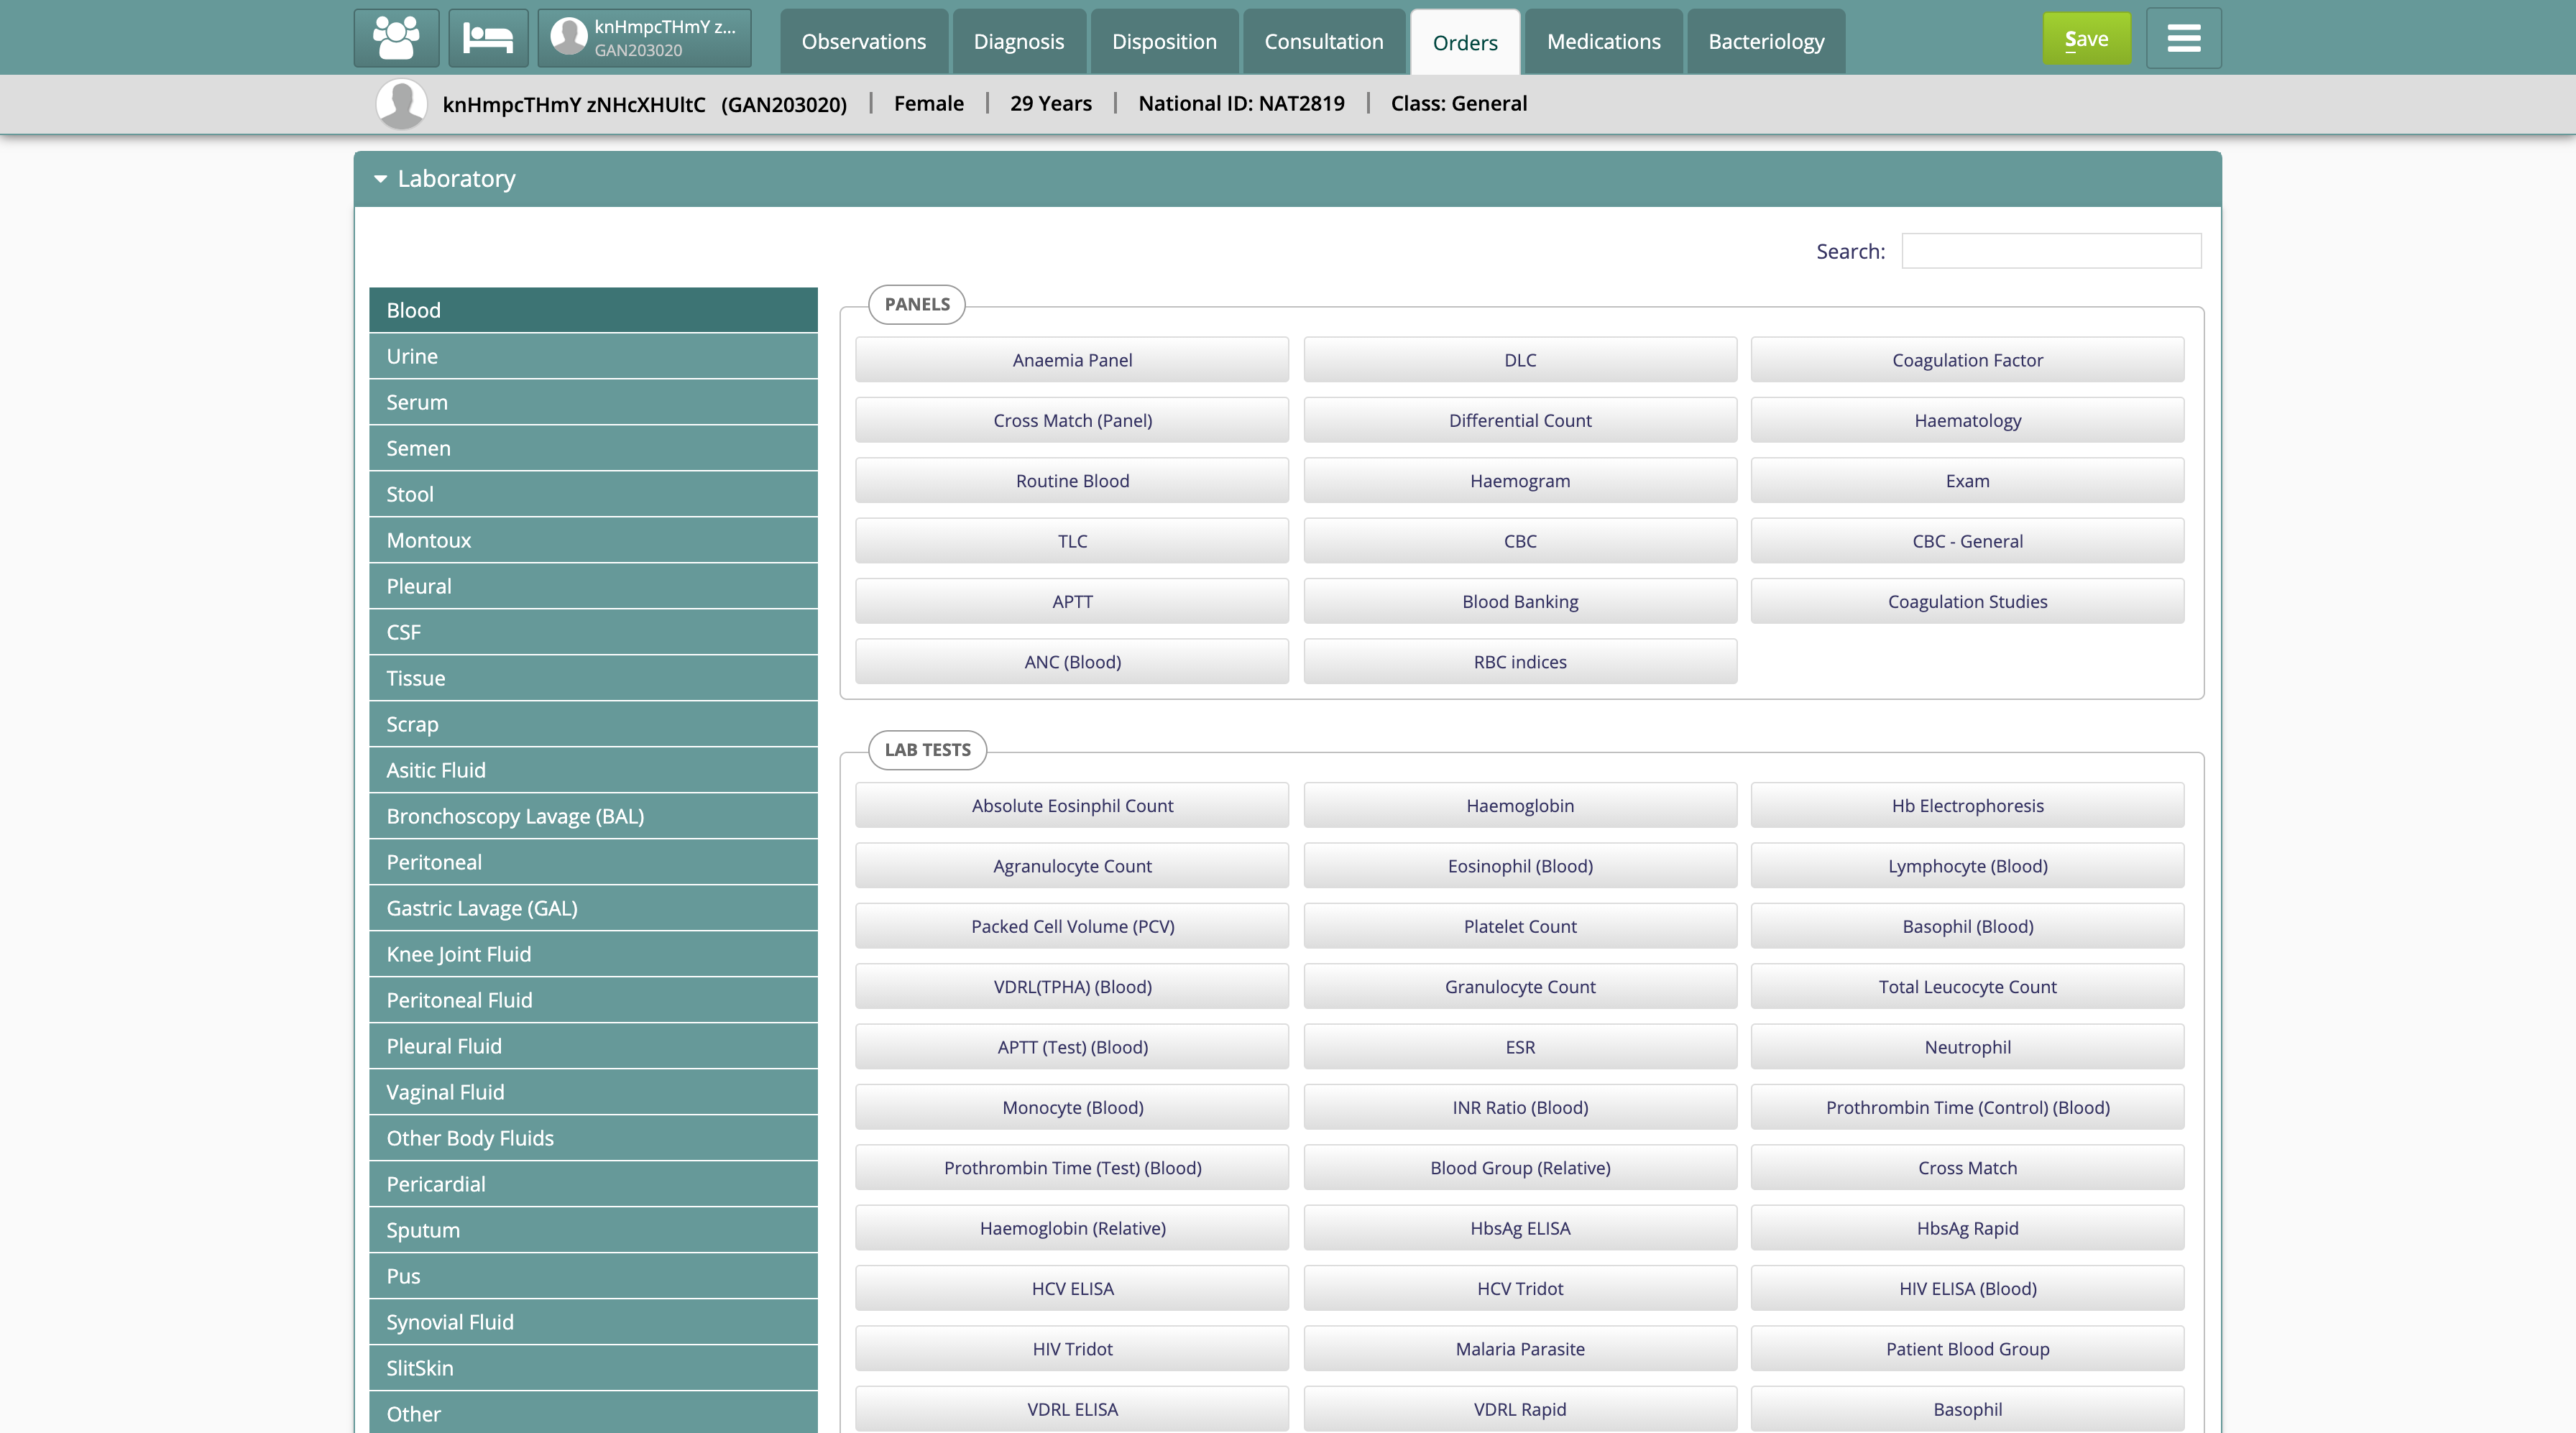 knHmpcTHmY z...
GAN203020
Observations
Diagnosis
Disposition
Consultation
Orders
Medications
Bacteriology
Save
knHmpcTHmY zNHcXHUltC (GAN203020) | Female | 29 Years | National ID: NAT2819 | Class: General
Laboratory
Search:
Blood
Urine
Serum
Semen
Stool
Montoux
Pleural
CSF
Tissue
Scrap
Asitic Fluid
Bronchoscopy Lavage (BAL)
Peritoneal
Gastric Lavage (GAL)
Knee Joint Fluid
Peritoneal Fluid
Pleural Fluid
Vaginal Fluid
Other Body Fluids
Pericardial
Sputum
Pus
Synovial Fluid
SlitSkin
Other
PANELS
Anaemia Panel
DLC
Coagulation Factor
Cross Match (Panel)
Differential Count
Haematology
Routine Blood
Haemogram
Exam
TLC
CBC
CBC - General
APTT
Blood Banking
Coagulation Studies
ANC (Blood)
RBC indices
LAB TESTS
Absolute Eosinphil Count
Haemoglobin
Hb Electrophoresis
Agranulocyte Count
Eosinophil (Blood)
Lymphocyte (Blood)
Packed Cell Volume (PCV)
Platelet Count
Basophil (Blood)
VDRL(TPHA) (Blood)
Granulocyte Count
Total Leucocyte Count
APTT (Test) (Blood)
ESR
Neutrophil
Monocyte (Blood)
INR Ratio (Blood)
Prothrombin Time (Control) (Blood)
Prothrombin Time (Test) (Blood)
Blood Group (Relative)
Cross Match
Haemoglobin (Relative)
HbsAg ELISA
HbsAg Rapid
HCV ELISA
HCV Tridot
HIV ELISA (Blood)
HIV Tridot
Malaria Parasite
Patient Blood Group
VDRL ELISA
VDRL Rapid
Basophil